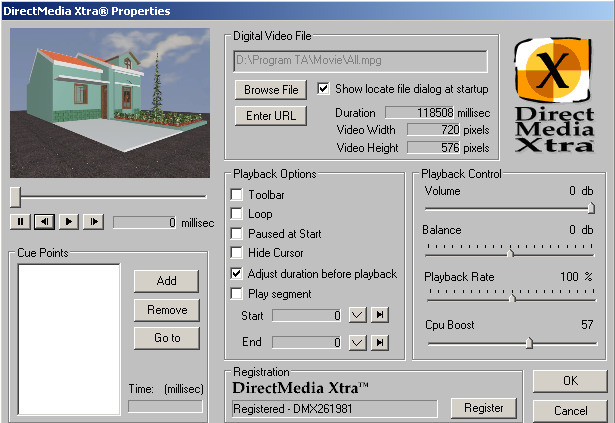 DirectMedia Xtra® Properties
Digital Video File
D:\Program TA\Movie\All.mpg
Browse File
Show locate file dialog at startup
Enter URL
Duration 118508 millisec
Video Width 720 pixels
Video Height 576 pixels
X
Direct
Media
Xtra
0 millisec
Cue Points
Add
Remove
Go to
Time: (millisec)
Playback Options
Toolbar
Loop
Paused at Start
Hide Cursor
Adjust duration before playback
Play segment
Start 0
End 0
Playback Control
Volume 0 db
Balance 0 db
Playback Rate 100 %
Cpu Boost 57
Registration
DirectMedia Xtra™
Registered - DMX261981
Register
OK
Cancel